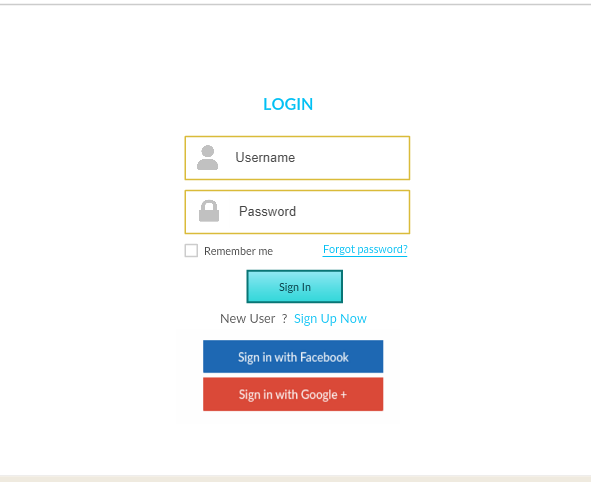 LOGIN
Username
Password
Remember me Forgot password?
Sign In
New User ? Sign Up Now
Sign in with Facebook
Sign in with Google +